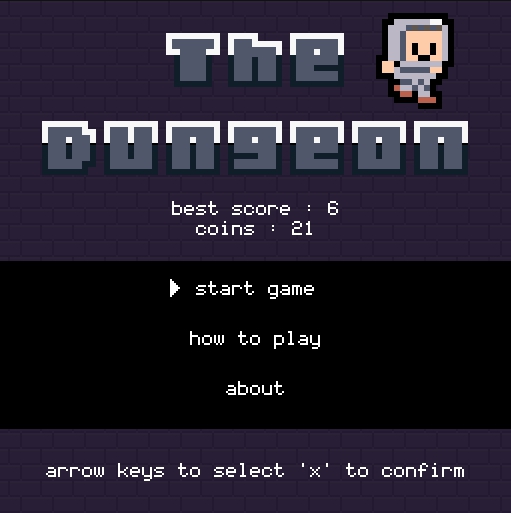 The
Dungeon
best score : 6
coins : 21
start game
how to play
about
arrow keys to select 'x' to confirm